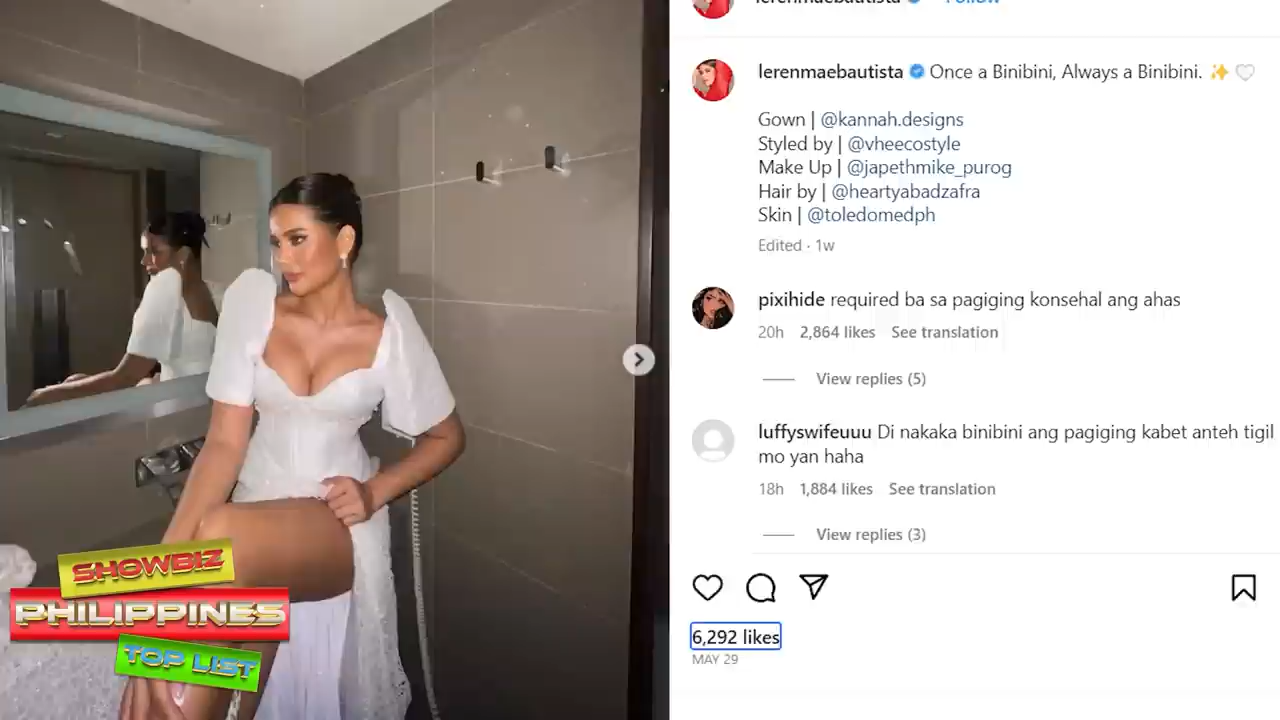 lerenmaebautista Follow
lerenmaebautista Once a Binibini, Always a Binibini. ✨ 🤍
Gown | @kannah.designs
Styled by | @vheecostyle
Make Up | @japethmike_purog
Hair by | @heartyabadzafra
Skin | @toledomedph
Edited · 1w
pixihide required ba sa pagiging konsehal ang ahas
20h 2,864 likes See translation
View replies (5)
luffyswifeuuu Di nakaka binibini ang pagiging kabet anteh tigil
mo yan haha
18h 1,884 likes See translation
View replies (3)
6,292 likes
MAY 29
SHOWBIZ
PHILIPPINES
TOP LIST